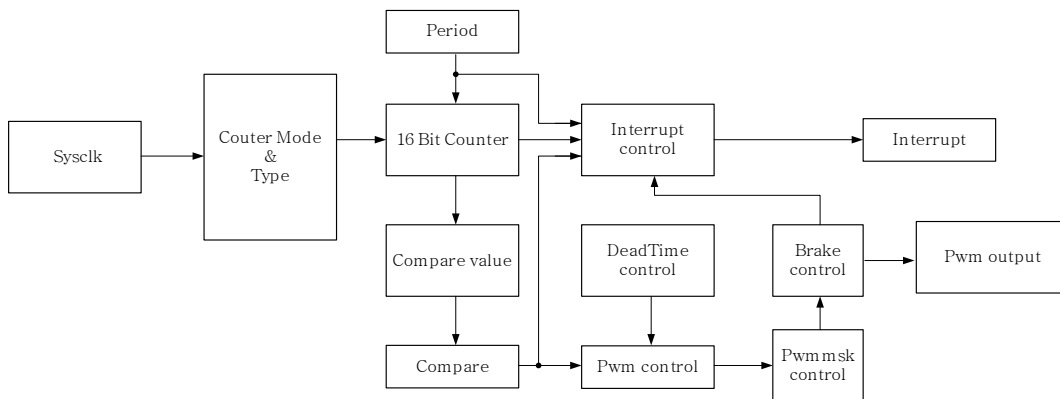 Period
Sysclk
Couter Mode
&
Type
16 Bit Counter
Interrupt
control
Interrupt
Compare value
DeadTime
control
Brake
control
Pwm output
Compare
Pwm control
Pwmmsk
control